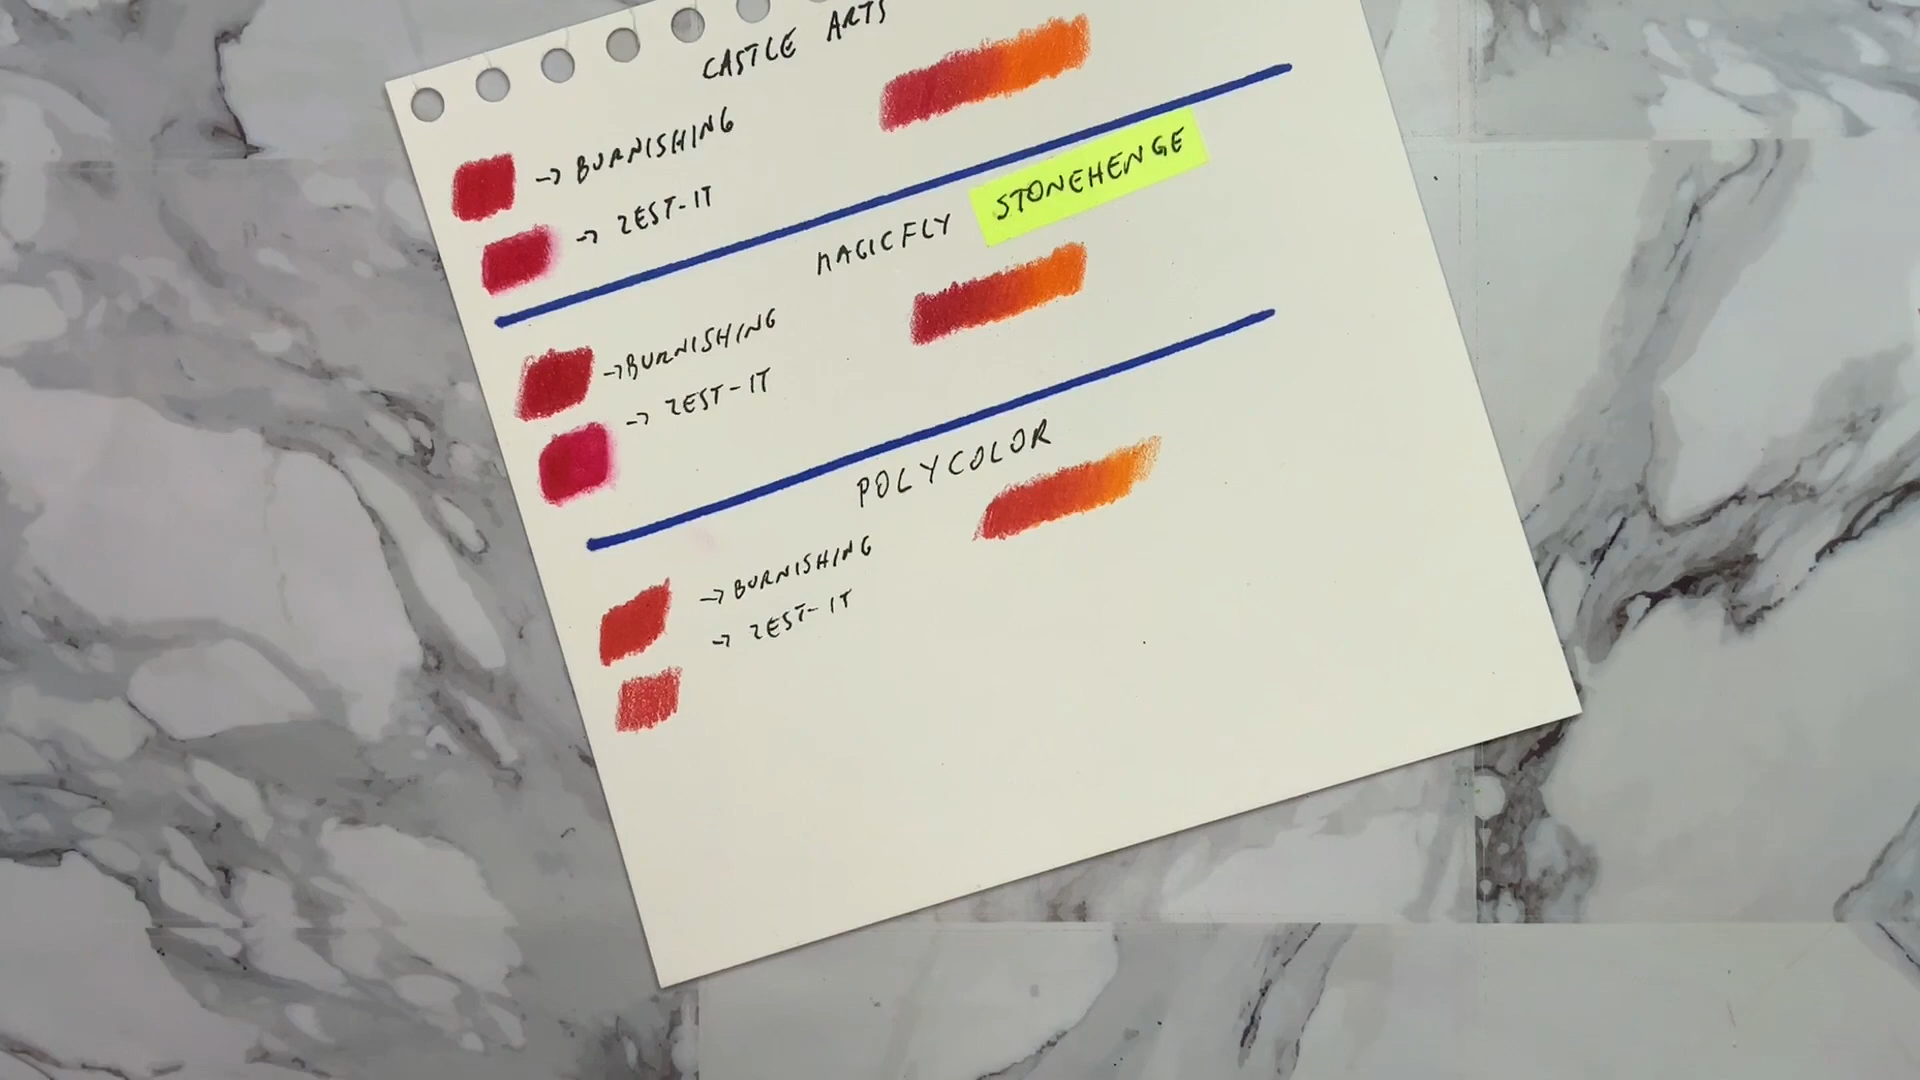 CASTLE ARTS
→ BURNISHING
→ ZEST-IT
MAGICFLY STONEHENGE
→ BURNISHING
→ ZEST-IT
POLYCOLOR
→ BURNISHING
→ ZEST-IT